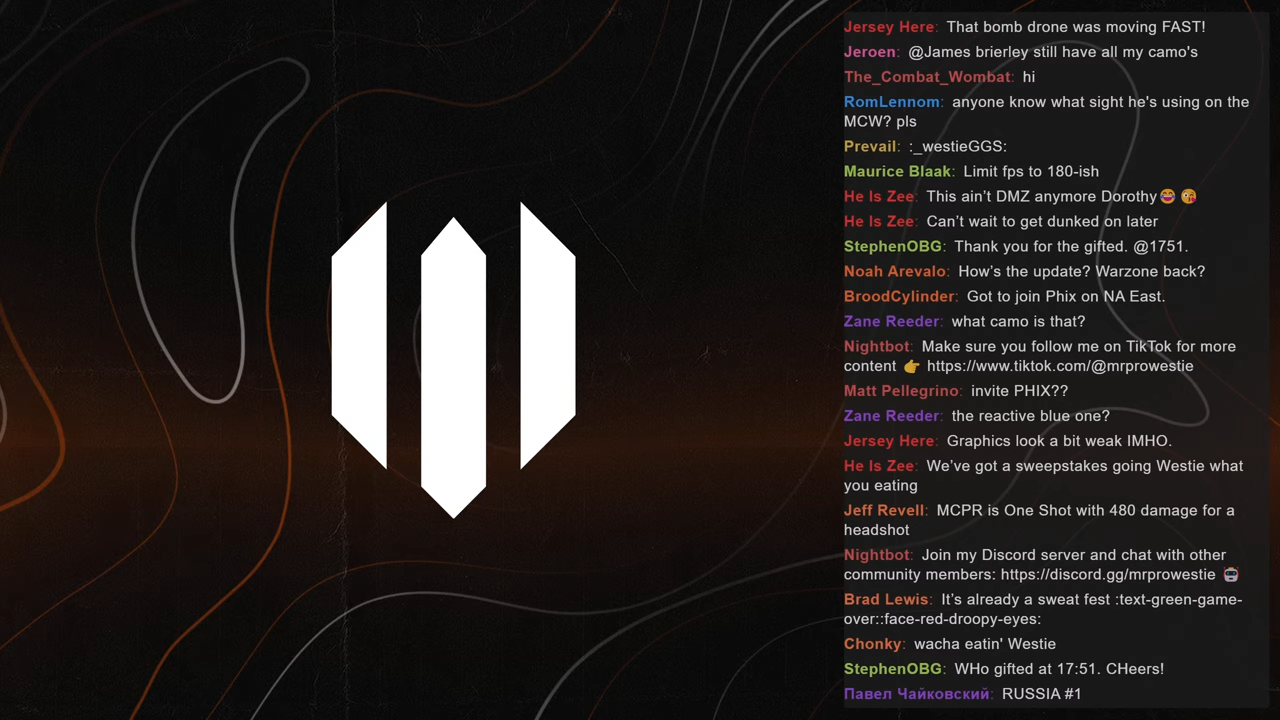 Jersey Here: That bomb drone was moving FAST!
Jeroen: @James brierley still have all my camo's
The_Combat_Wombat: hi
RomLennom: anyone know what sight he's using on the
MCW? pls
Prevail: :_westieGGS:
Maurice Blaak: Limit fps to 180-ish
He Is Zee: This ain’t DMZ anymore Dorothy😂 😘
He Is Zee: Can’t wait to get dunked on later
StephenOBG: Thank you for the gifted. @1751.
Noah Arevalo: How’s the update? Warzone back?
BroodCylinder: Got to join Phix on NA East.
Zane Reeder: what camo is that?
Nightbot: Make sure you follow me on TikTok for more
content 👉 https://www.tiktok.com/@mrprowestie
Matt Pellegrino: invite PHIX??
Zane Reeder: the reactive blue one?
Jersey Here: Graphics look a bit weak IMHO.
He Is Zee: We’ve got a sweepstakes going Westie what
you eating
Jeff Revell: MCPR is One Shot with 480 damage for a
headshot
Nightbot: Join my Discord server and chat with other
community members: https://discord.gg/mrprowestie 🤖
Brad Lewis: It’s already a sweat fest :text-green-game-
over::face-red-droopy-eyes:
Chonky: wacha eatin' Westie
StephenOBG: WHo gifted at 17:51. CHeers!
Павел Чайковский: RUSSIA #1